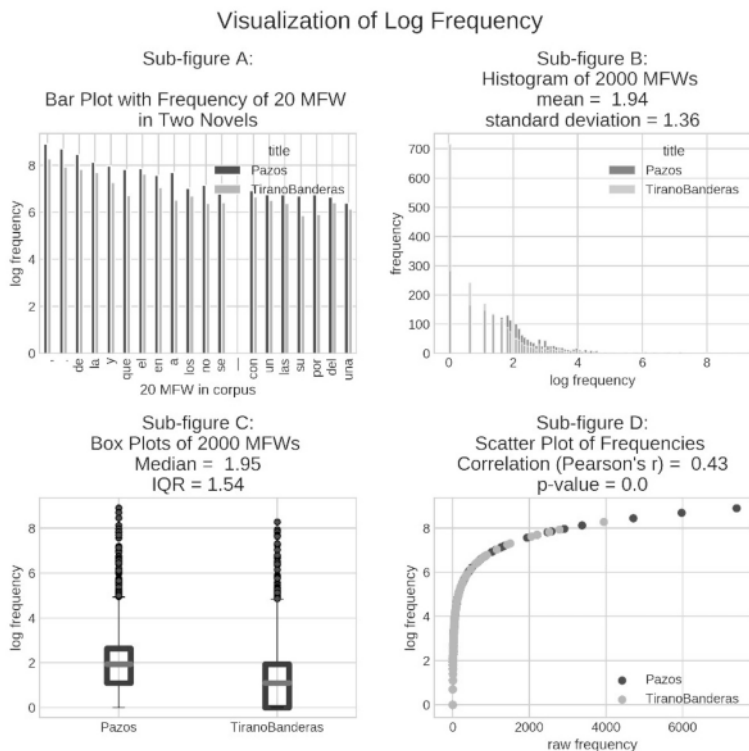 Visualization of Log Frequency
Sub-figure A:
Bar Plot with Frequency of 20 MFW
in Two Novels
title
Pazos
TiranoBanderas
8
6
4
2
0
log frequency
,
.
de
la
y
que
el
en
a
los
no
se
—
con
un
las
su
por
del
una
20 MFW in corpus
Sub-figure B:
Histogram of 2000 MFWs
mean = 1.94
standard deviation = 1.36
title
Pazos
TiranoBanderas
700
600
500
400
300
200
100
0
frequency
0
2
4
6
8
log frequency
Sub-figure C:
Box Plots of 2000 MFWs
Median = 1.95
IQR = 1.54
8
6
4
2
0
log frequency
Pazos
TiranoBanderas
Sub-figure D:
Scatter Plot of Frequencies
Correlation (Pearson's r) = 0.43
p-value = 0.0
8
6
4
2
0
log frequency
Pazos
TiranoBanderas
0
2000
4000
6000
raw frequency